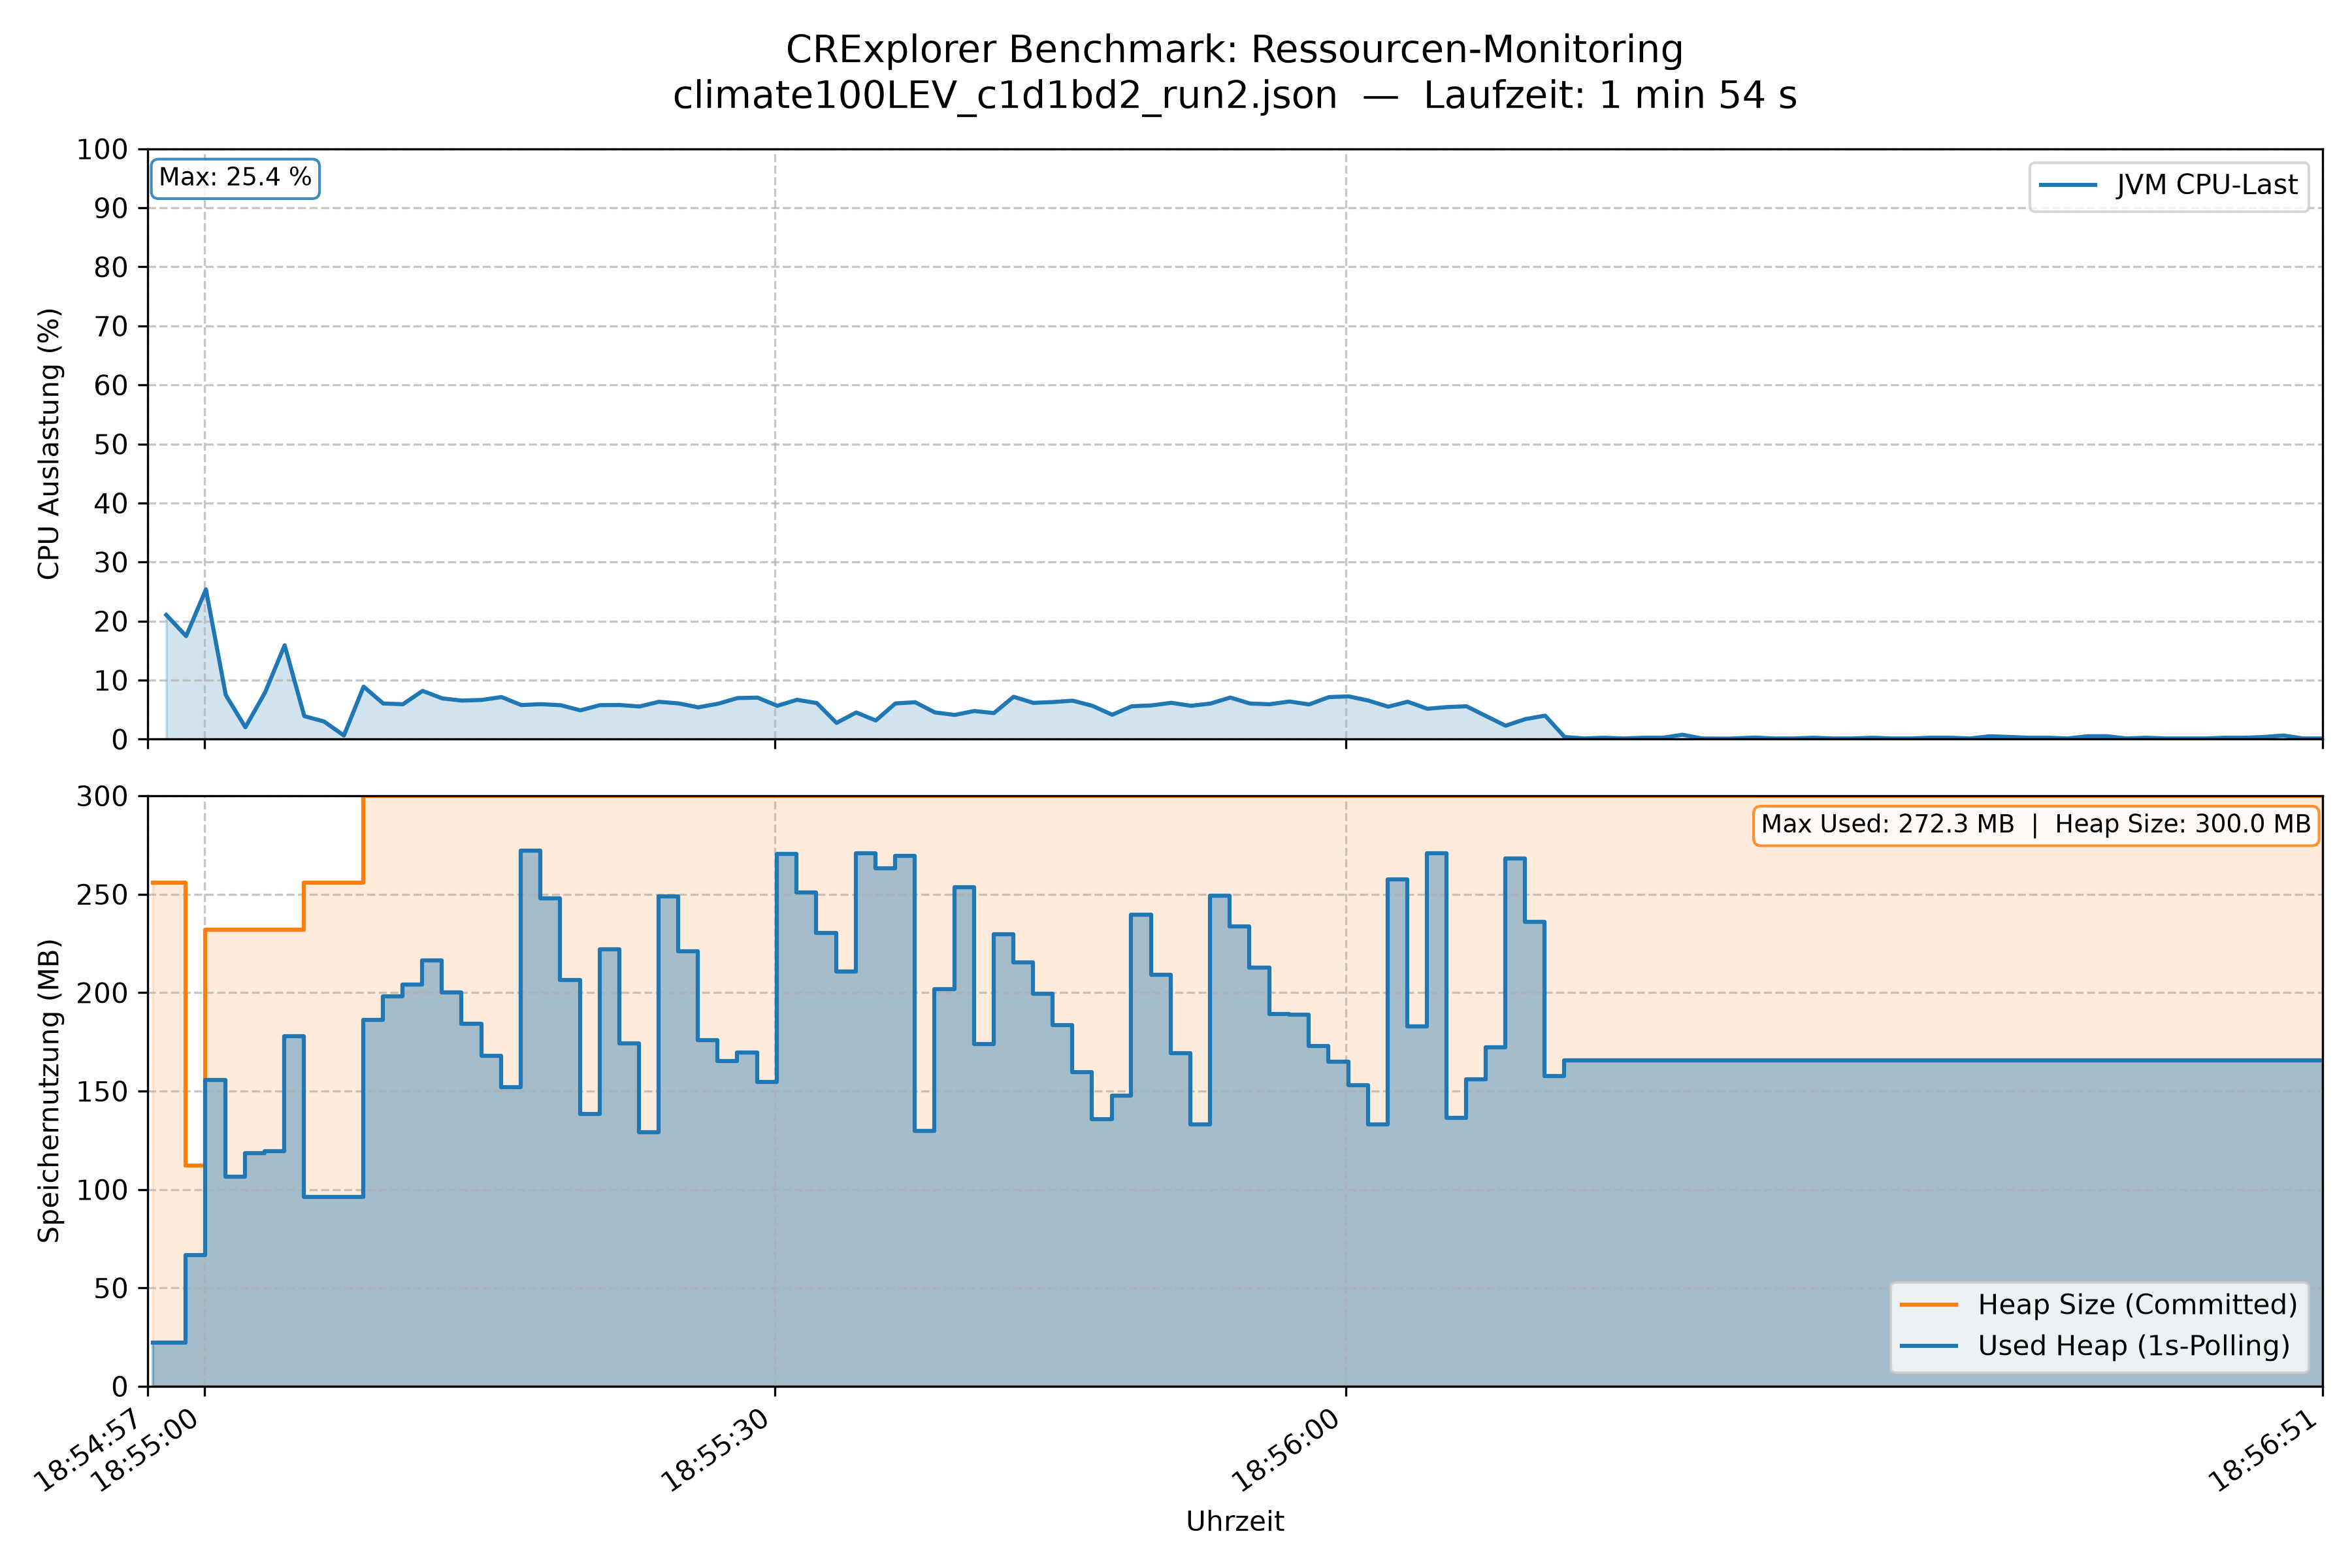 CRExplorer Benchmark: Ressourcen-Monitoring
climate100LEV_c1d1bd2_run2.json — Laufzeit: 1 min 54 s
CPU Auslastung (%)
100
90
80
70
60
50
40
30
20
10
0
Max: 25.4 %
JVM CPU-Last
Speichernutzung (MB)
300
250
200
150
100
50
0
Max Used: 272.3 MB | Heap Size: 300.0 MB
Heap Size (Committed)
Used Heap (1s-Polling)
18:54:57
18:55:00
18:55:30
18:56:00
18:56:51
Uhrzeit